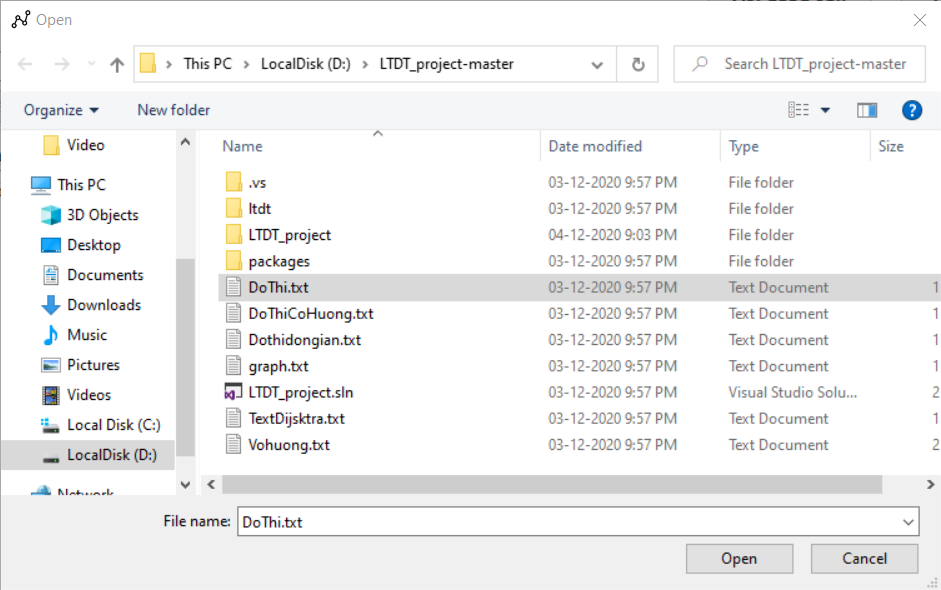 Open
This PC > LocalDisk (D:) > LTDT_project-master
Search LTDT_project-master
Organize New folder
Name Date modified Type Size
Video
This PC
3D Objects
Desktop
Documents
Downloads
Music
Pictures
Videos
Local Disk (C:)
LocalDisk (D:)
Network
.vs 03-12-2020 9:57 PM File folder
ltdt 03-12-2020 9:57 PM File folder
LTDT_project 04-12-2020 9:03 PM File folder
packages 03-12-2020 9:57 PM File folder
DoThi.txt 03-12-2020 9:57 PM Text Document 1
DoThiCoHuong.txt 03-12-2020 9:57 PM Text Document 1
Dothidongian.txt 03-12-2020 9:57 PM Text Document 1
graph.txt 03-12-2020 9:57 PM Text Document 1
LTDT_project.sln 03-12-2020 9:57 PM Visual Studio Solu... 2
TextDijsktra.txt 03-12-2020 9:57 PM Text Document 1
Vohuong.txt 03-12-2020 9:57 PM Text Document 2
File name: DoThi.txt
Open Cancel